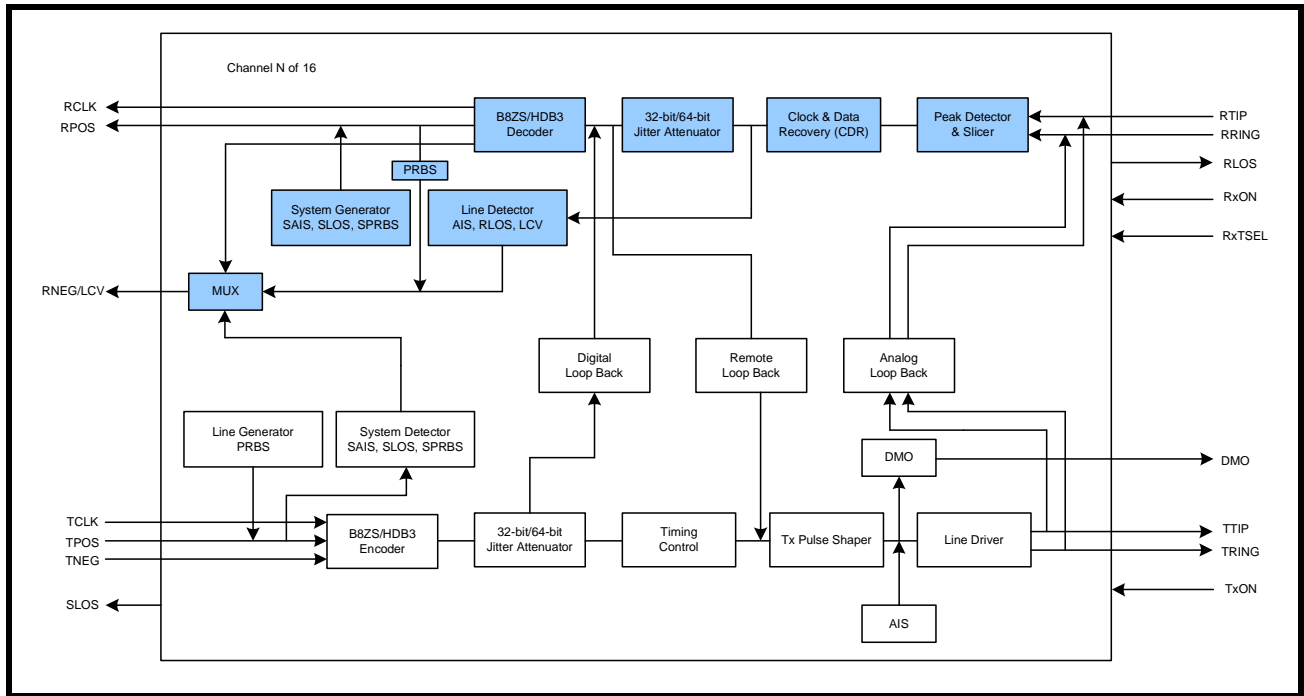 Channel N of 16
RCLK
RPOS
B8ZS/HDB3
Decoder
32-bit/64-bit
Jitter Attenuator
Clock & Data
Recovery (CDR)
Peak Detector
& Slicer
RTIP
RRING
RLOS
RxON
RxTSEL
PRBS
System Generator
SAIS, SLOS, SPRBS
Line Detector
AIS, RLOS, LCV
RNEG/LCV
MUX
Digital
Loop Back
Remote
Loop Back
Analog
Loop Back
Line Generator
PRBS
System Detector
SAIS, SLOS, SPRBS
DMO
DMO
TCLK
TPOS
TNEG
B8ZS/HDB3
Encoder
32-bit/64-bit
Jitter Attenuator
Timing
Control
Tx Pulse Shaper
Line Driver
TTIP
TRING
TxON
SLOS
AIS